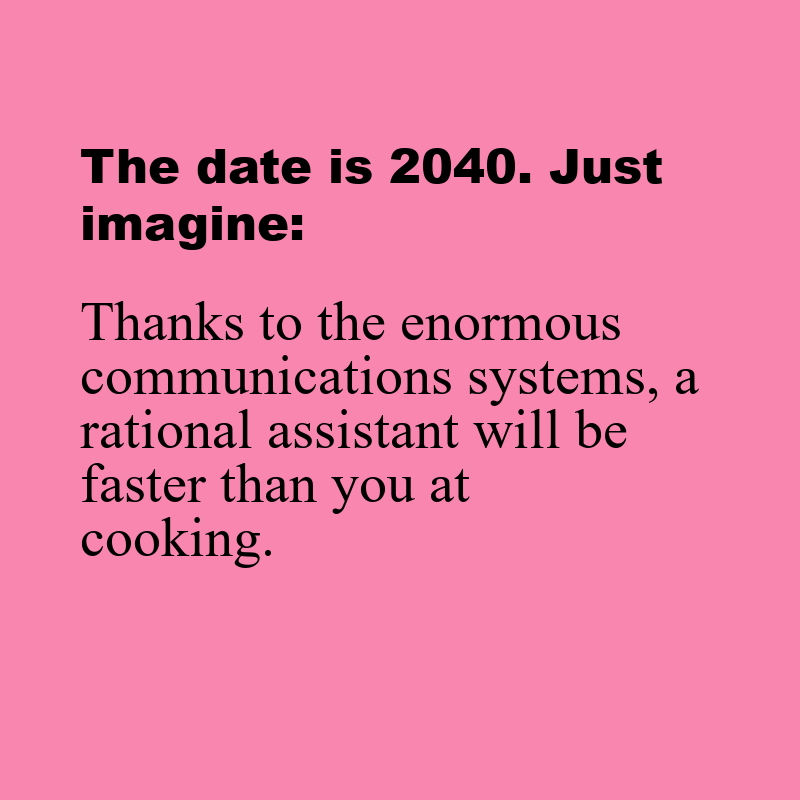 The date is 2040. Just
imagine:
Thanks to the enormous
communications systems, a
rational assistant will be
faster than you at
cooking.